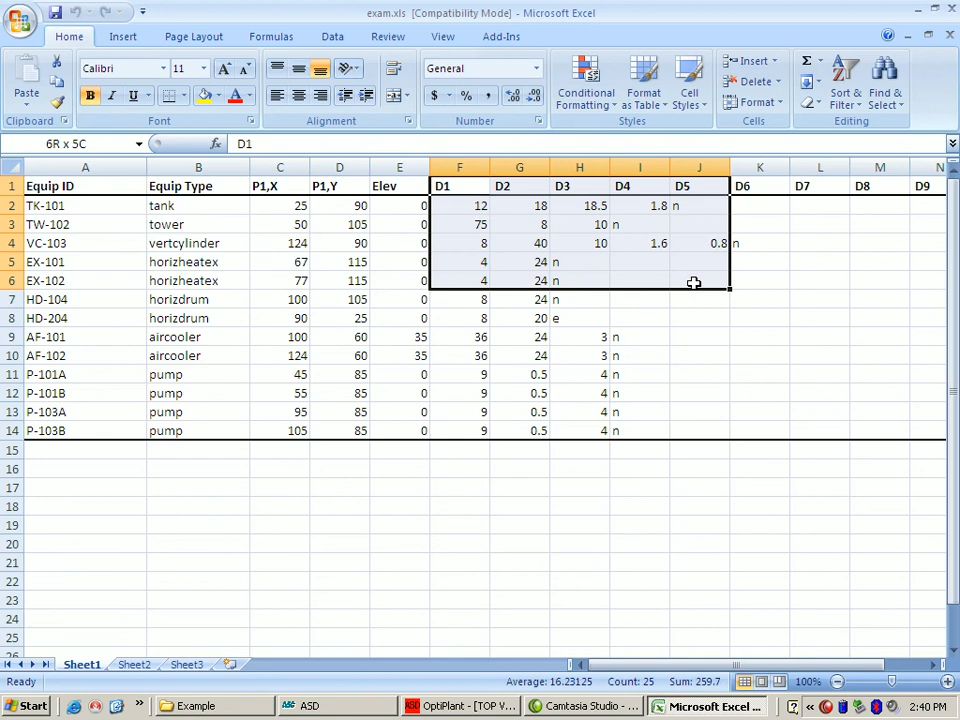 exam.xls [Compatibility Mode] - Microsoft Excel
Home Insert Page Layout Formulas Data Review View Add-Ins
Paste Calibri 11 General Conditional Formatting Format as Table Cell Styles Insert Delete Format Sort & Filter Find & Select
Clipboard Font Alignment Number Styles Cells Editing
6R x 5C fx D1
A B C D E F G H I J K L M N
1 Equip ID Equip Type P1,X P1,Y Elev D1 D2 D3 D4 D5 D6 D7 D8 D9
2 TK-101 tank 25 90 0 12 18 18.5 1.8 n
3 TW-102 tower 50 105 0 75 8 10 n
4 VC-103 vertcylinder 124 90 0 8 40 10 1.6 0.8 n
5 EX-101 horizheatex 67 115 0 4 24 n
6 EX-102 horizheatex 77 115 0 4 24 n
7 HD-104 horizdrum 100 105 0 8 24 n
8 HD-204 horizdrum 90 25 0 8 20 e
9 AF-101 aircooler 100 60 35 36 24 3 n
10 AF-102 aircooler 124 60 35 36 24 3 n
11 P-101A pump 45 85 0 9 0.5 4 n
12 P-101B pump 55 85 0 9 0.5 4 n
13 P-103A pump 95 85 0 9 0.5 4 n
14 P-103B pump 105 85 0 9 0.5 4 n
15
16
17
18
19
20
21
22
23
24
25
Sheet1 Sheet2 Sheet3
Ready Average: 16.23125 Count: 25 Sum: 259.7 100%
Start Example ASD OptiPlant - [TOP V... Camtasia Studio - ... Microsoft Excel ... 2:40 PM